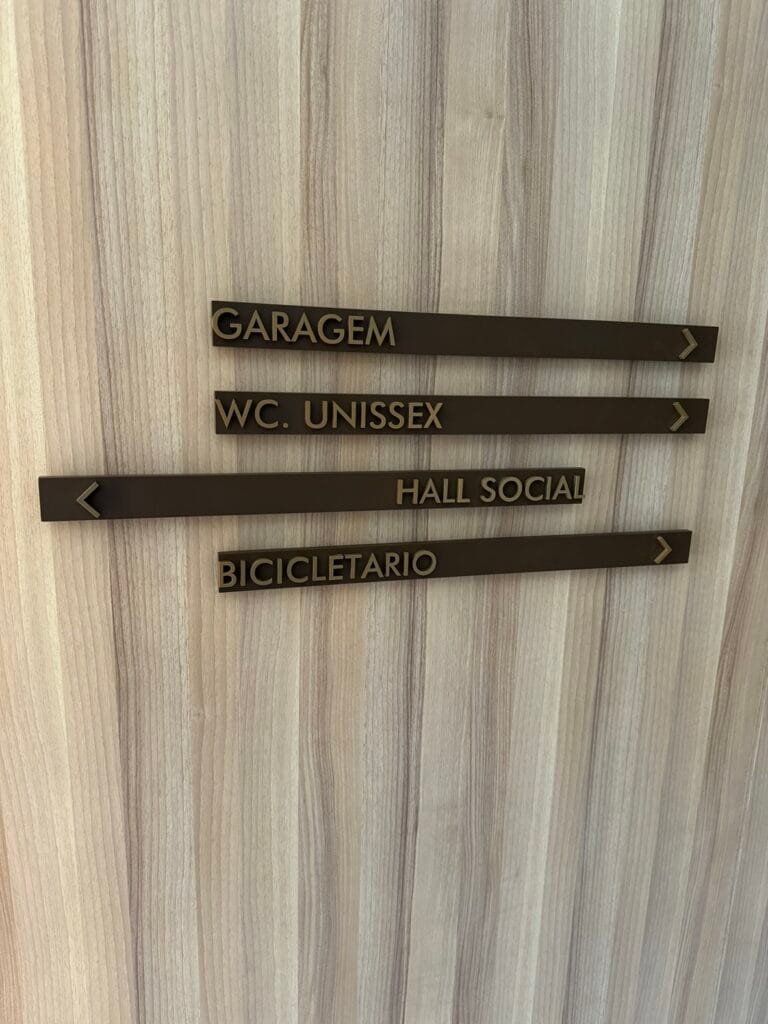 GARAGEM >
WC. UNISSEX >
< HALL SOCIAL
BICICLETARIO >